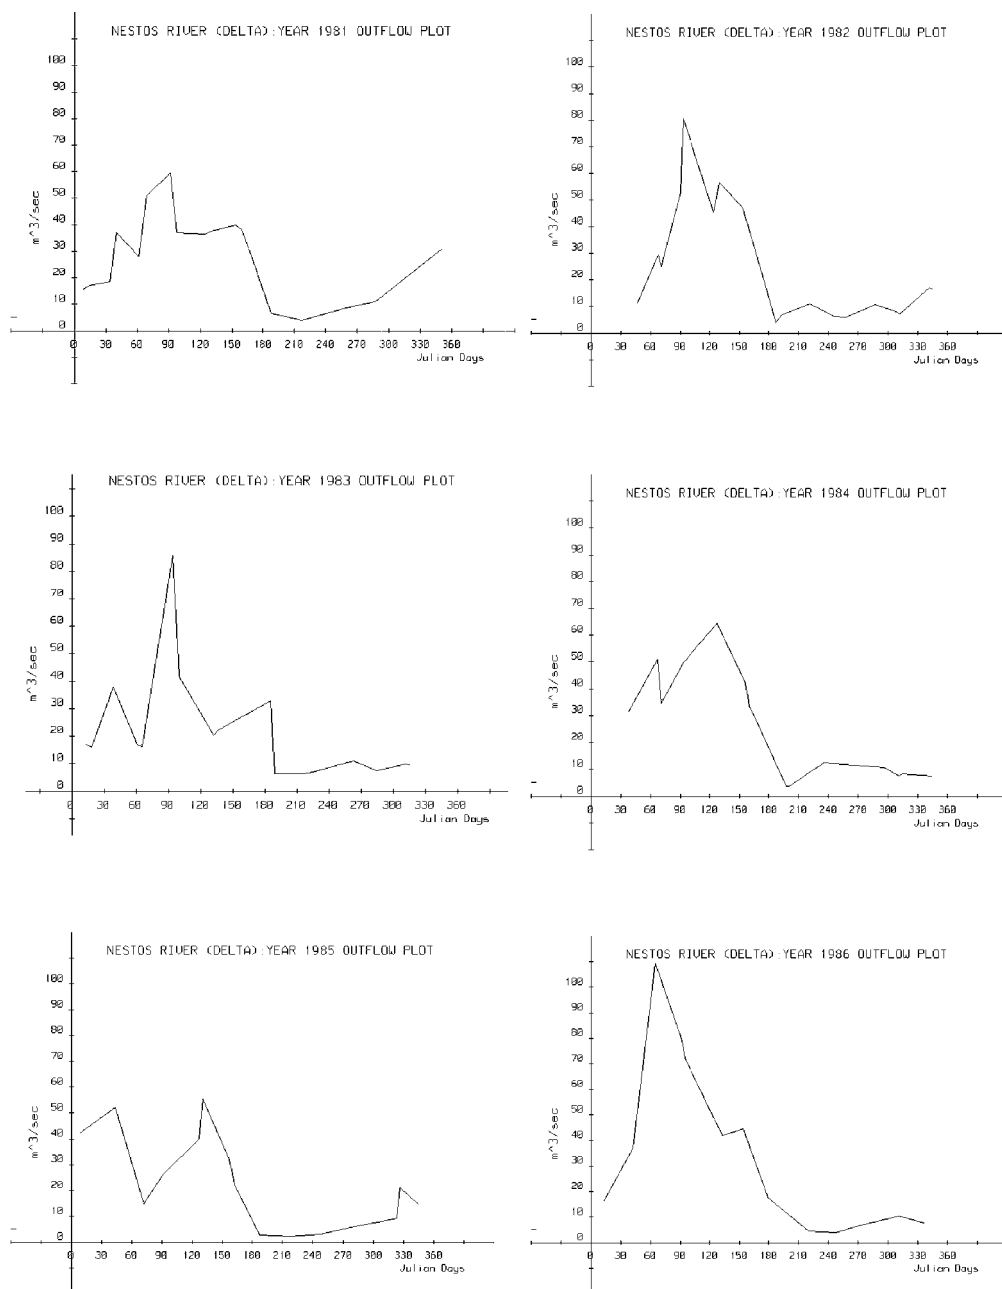 NESTOS RIVER (DELTA):YEAR 1981 OUTFLOW PLOT
100
90
80
70
60
50
40
30
20
10
0
m^3/sec
0 30 60 90 120 150 180 210 240 270 300 330 360
Julian Days
NESTOS RIVER (DELTA):YEAR 1982 OUTFLOW PLOT
100
90
80
70
60
50
40
30
20
10
0
m^3/sec
0 30 60 90 120 150 180 210 240 270 300 330 360
Julian Days
NESTOS RIVER (DELTA):YEAR 1983 OUTFLOW PLOT
100
90
80
70
60
50
40
30
20
10
0
m^3/sec
0 30 60 90 120 150 180 210 240 270 300 330 360
Julian Days
NESTOS RIVER (DELTA):YEAR 1984 OUTFLOW PLOT
100
90
80
70
60
50
40
30
20
10
0
m^3/sec
0 30 60 90 120 150 180 210 240 270 300 330 360
Julian Days
NESTOS RIVER (DELTA):YEAR 1985 OUTFLOW PLOT
100
90
80
70
60
50
40
30
20
10
0
m^3/sec
0 30 60 90 120 150 180 210 240 270 300 330 360
Julian Days
NESTOS RIVER (DELTA):YEAR 1986 OUTFLOW PLOT
100
90
80
70
60
50
40
30
20
10
0
m^3/sec
0 30 60 90 120 150 180 210 240 270 300 330 360
Julian Days